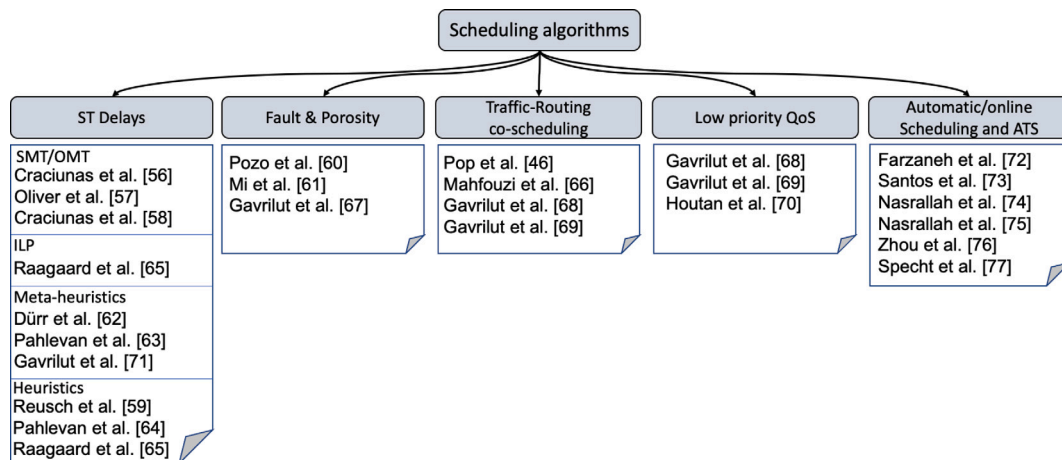 Scheduling algorithms
ST Delays
SMT/OMT
Craciunas et al. [56]
Oliver et al. [57]
Craciunas et al. [58]
ILP
Raagaard et al. [65]
Meta-heuristics
Dürr et al. [62]
Pahlevan et al. [63]
Gavrilut et al. [71]
Heuristics
Reusch et al. [59]
Pahlevan et al. [64]
Raagaard et al. [65]
Fault & Porosity
Pozo et al. [60]
Mi et al. [61]
Gavrilut et al. [67]
Traffic-Routing
co-scheduling
Pop et al. [46]
Mahfouzi et al. [66]
Gavrilut et al. [68]
Gavrilut et al. [69]
Low priority QoS
Gavrilut et al. [68]
Gavrilut et al. [69]
Houtan et al. [70]
Automatic/online
Scheduling and ATS
Farzaneh et al. [72]
Santos et al. [73]
Nasrallah et al. [74]
Nasrallah et al. [75]
Zhou et al. [76]
Specht et al. [77]